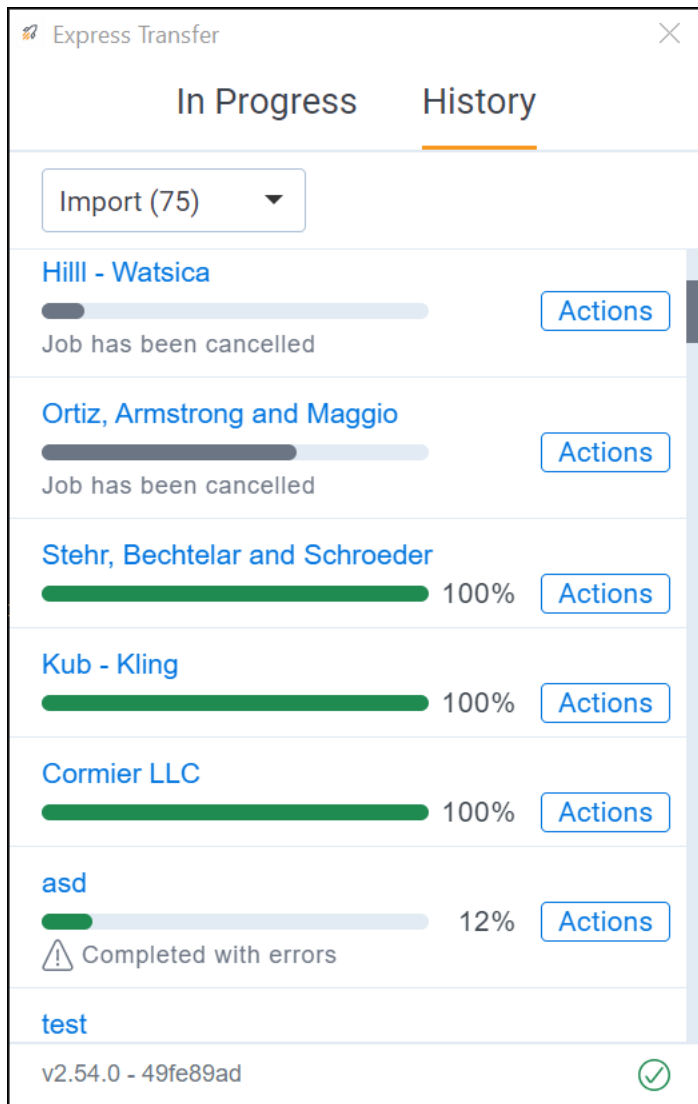 Express Transfer
In Progress History
Import (75)
Hilll - Watsica
Actions
Job has been cancelled
Ortiz, Armstrong and Maggio
Actions
Job has been cancelled
Stehr, Bechtelar and Schroeder
100% Actions
Kub - Kling
100% Actions
Cormier LLC
100% Actions
asd
12% Actions
Completed with errors
test
v2.54.0 - 49fe89ad